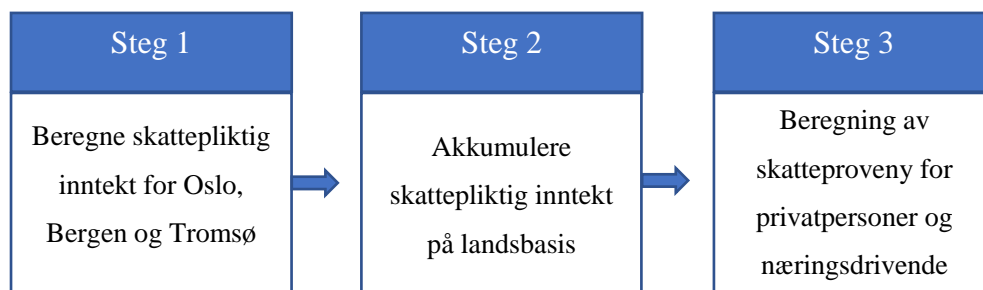 Steg 1
Beregne skattepliktig
inntekt for Oslo,
Bergen og Tromsø
Steg 2
Akkumulere
skattepliktig inntekt
på landsbasis
Steg 3
Beregning av
skatteproveny for
privatpersoner og
næringsdrivende